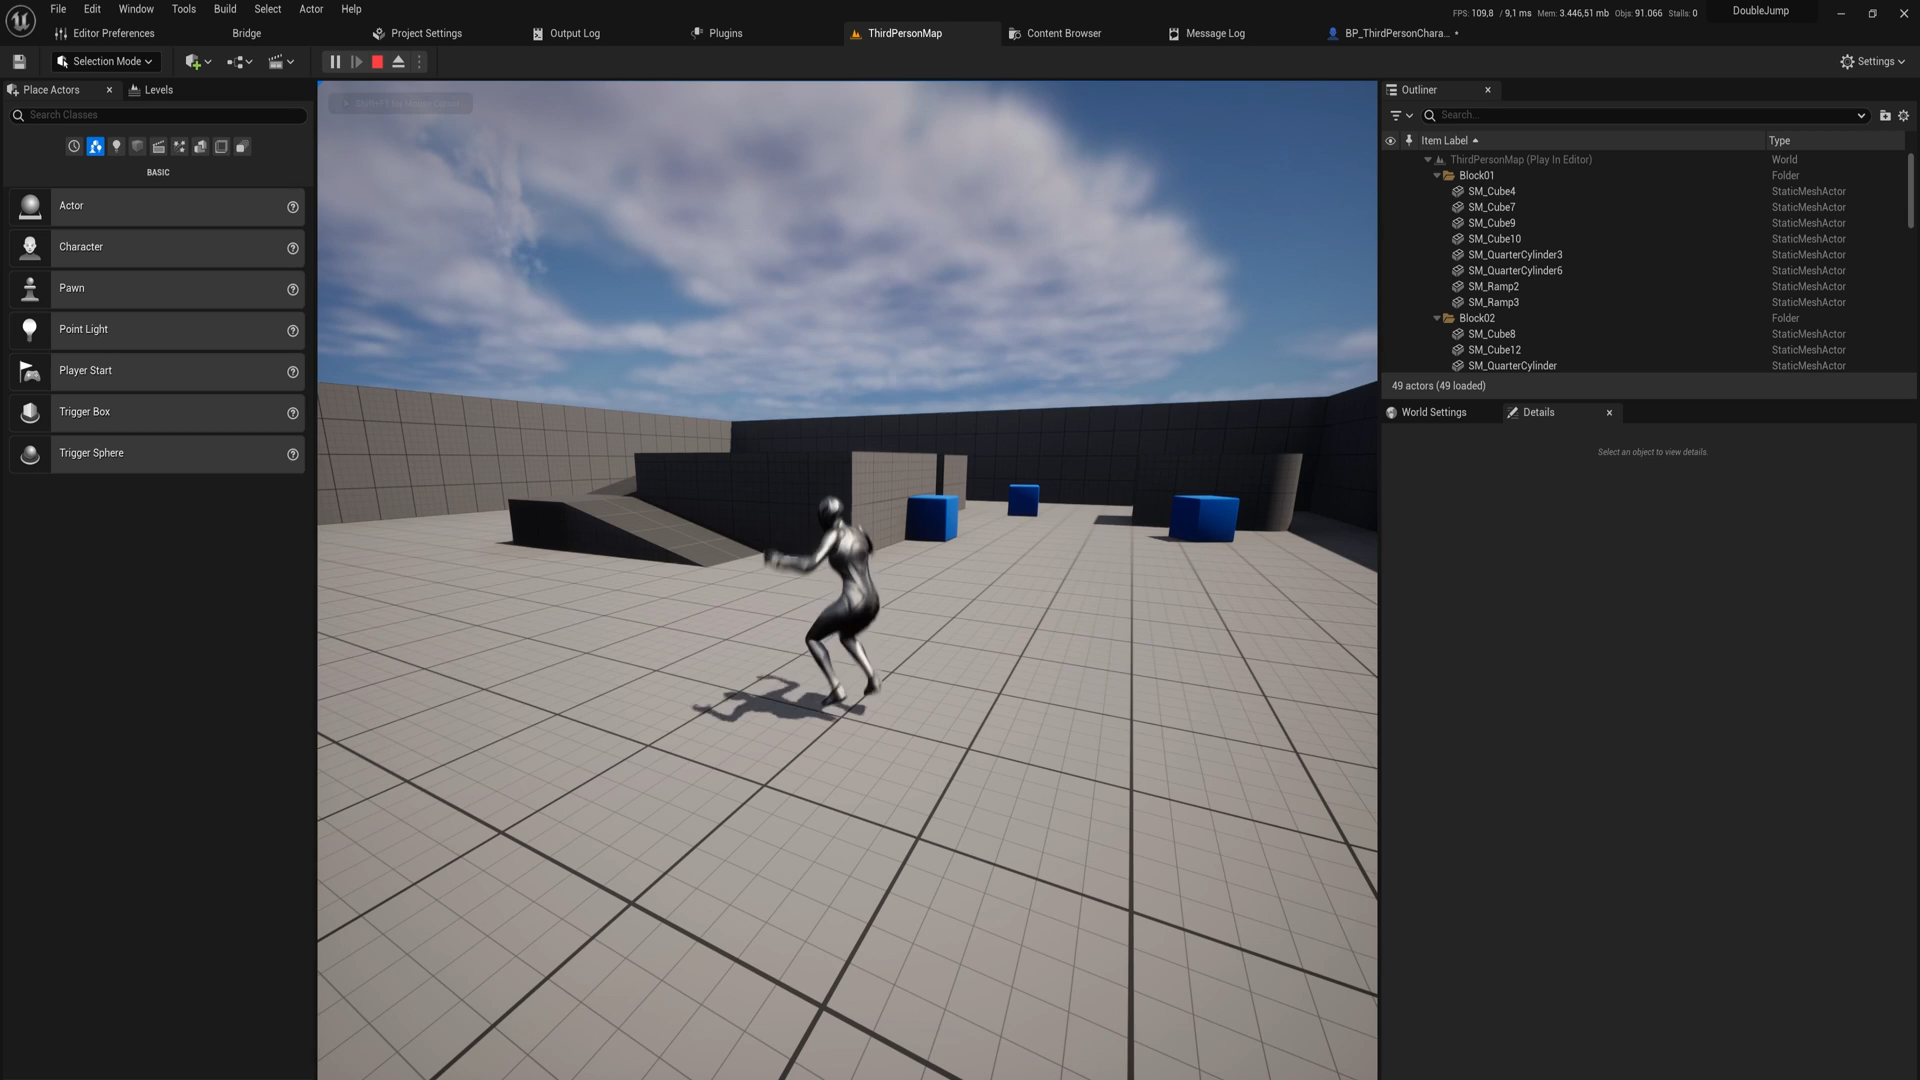 File Edit Window Tools Build Select Actor Help
FPS: 109,8 / 9,1 ms Mem: 3.446,51 mb Objs: 91.066 Stalls: 0 DoubleJump
Editor Preferences Bridge Project Settings Output Log Plugins ThirdPersonMap Content Browser Message Log BP_ThirdPersonChara... •
Selection Mode Settings
Place Actors Levels
Search Classes
BASIC
Actor
Character
Pawn
Point Light
Player Start
Trigger Box
Trigger Sphere
Outliner
Search...
Item Label Type
ThirdPersonMap (Play In Editor) World
Block01 Folder
SM_Cube4 StaticMeshActor
SM_Cube7 StaticMeshActor
SM_Cube9 StaticMeshActor
SM_Cube10 StaticMeshActor
SM_QuarterCylinder3 StaticMeshActor
SM_QuarterCylinder6 StaticMeshActor
SM_Ramp2 StaticMeshActor
SM_Ramp3 StaticMeshActor
Block02 Folder
SM_Cube8 StaticMeshActor
SM_Cube12 StaticMeshActor
SM_QuarterCylinder StaticMeshActor
49 actors (49 loaded)
World Settings Details
Select an object to view details.